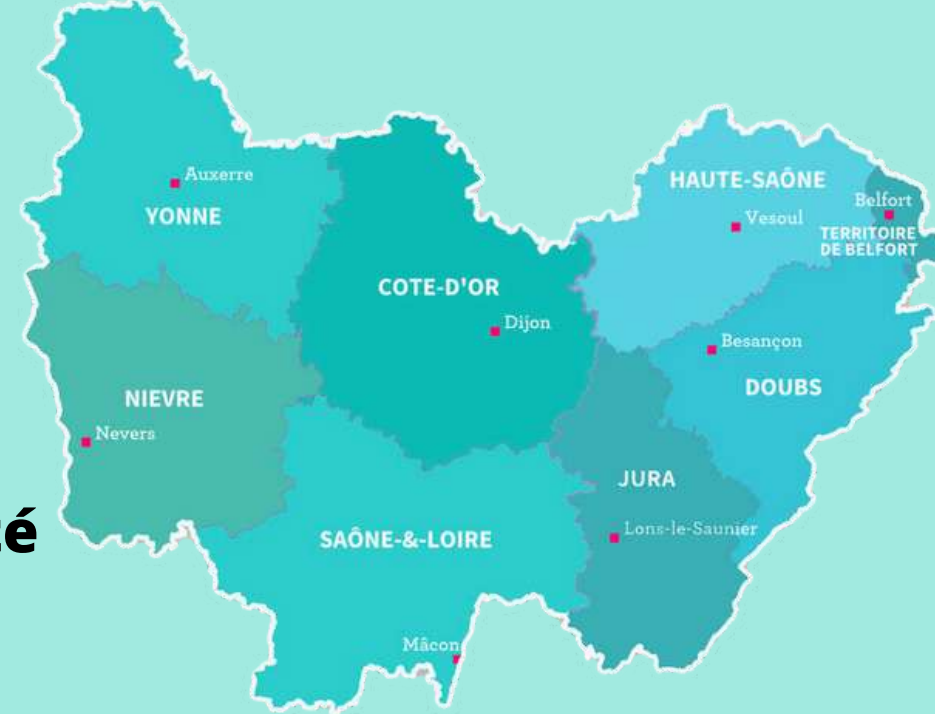 Auxerre
YONNE
HAUTE-SAÔNE
Belfort
Vesoul
TERRITOIRE
DE BELFORT
COTE-D'OR
Dijon
Besançon
DOUBS
NIEVRE
Nevers
JURA
Lons-le-Saunier
té
SAÔNE-&-LOIRE
Mâcon